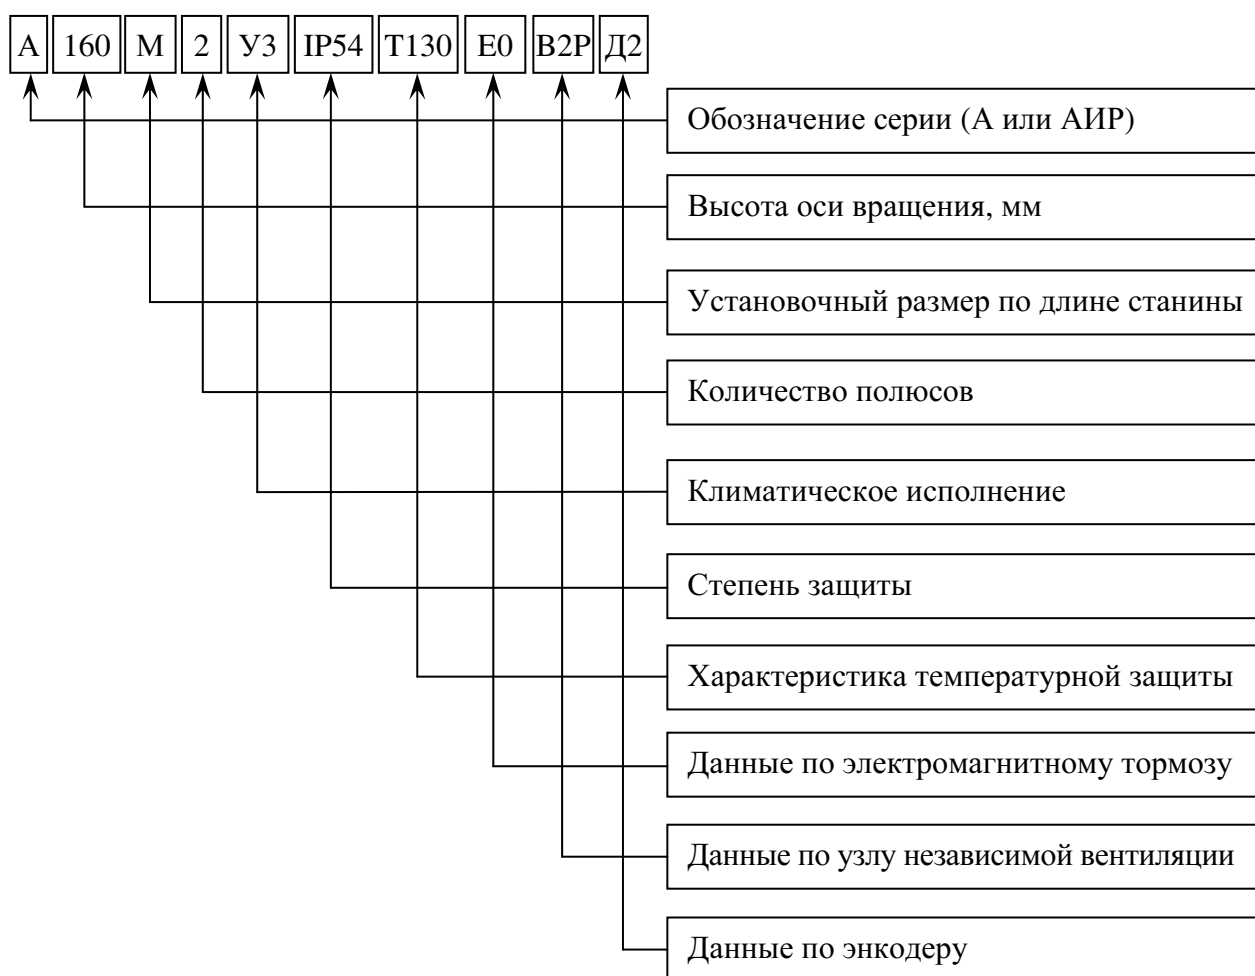 А 160 М 2 У3 IP54 Т130 Е0 В2Р Д2
Обозначение серии (А или АИР)
Высота оси вращения, мм
Установочный размер по длине станины
Количество полюсов
Климатическое исполнение
Степень защиты
Характеристика температурной защиты
Данные по электромагнитному тормозу
Данные по узлу независимой вентиляции
Данные по энкодеру